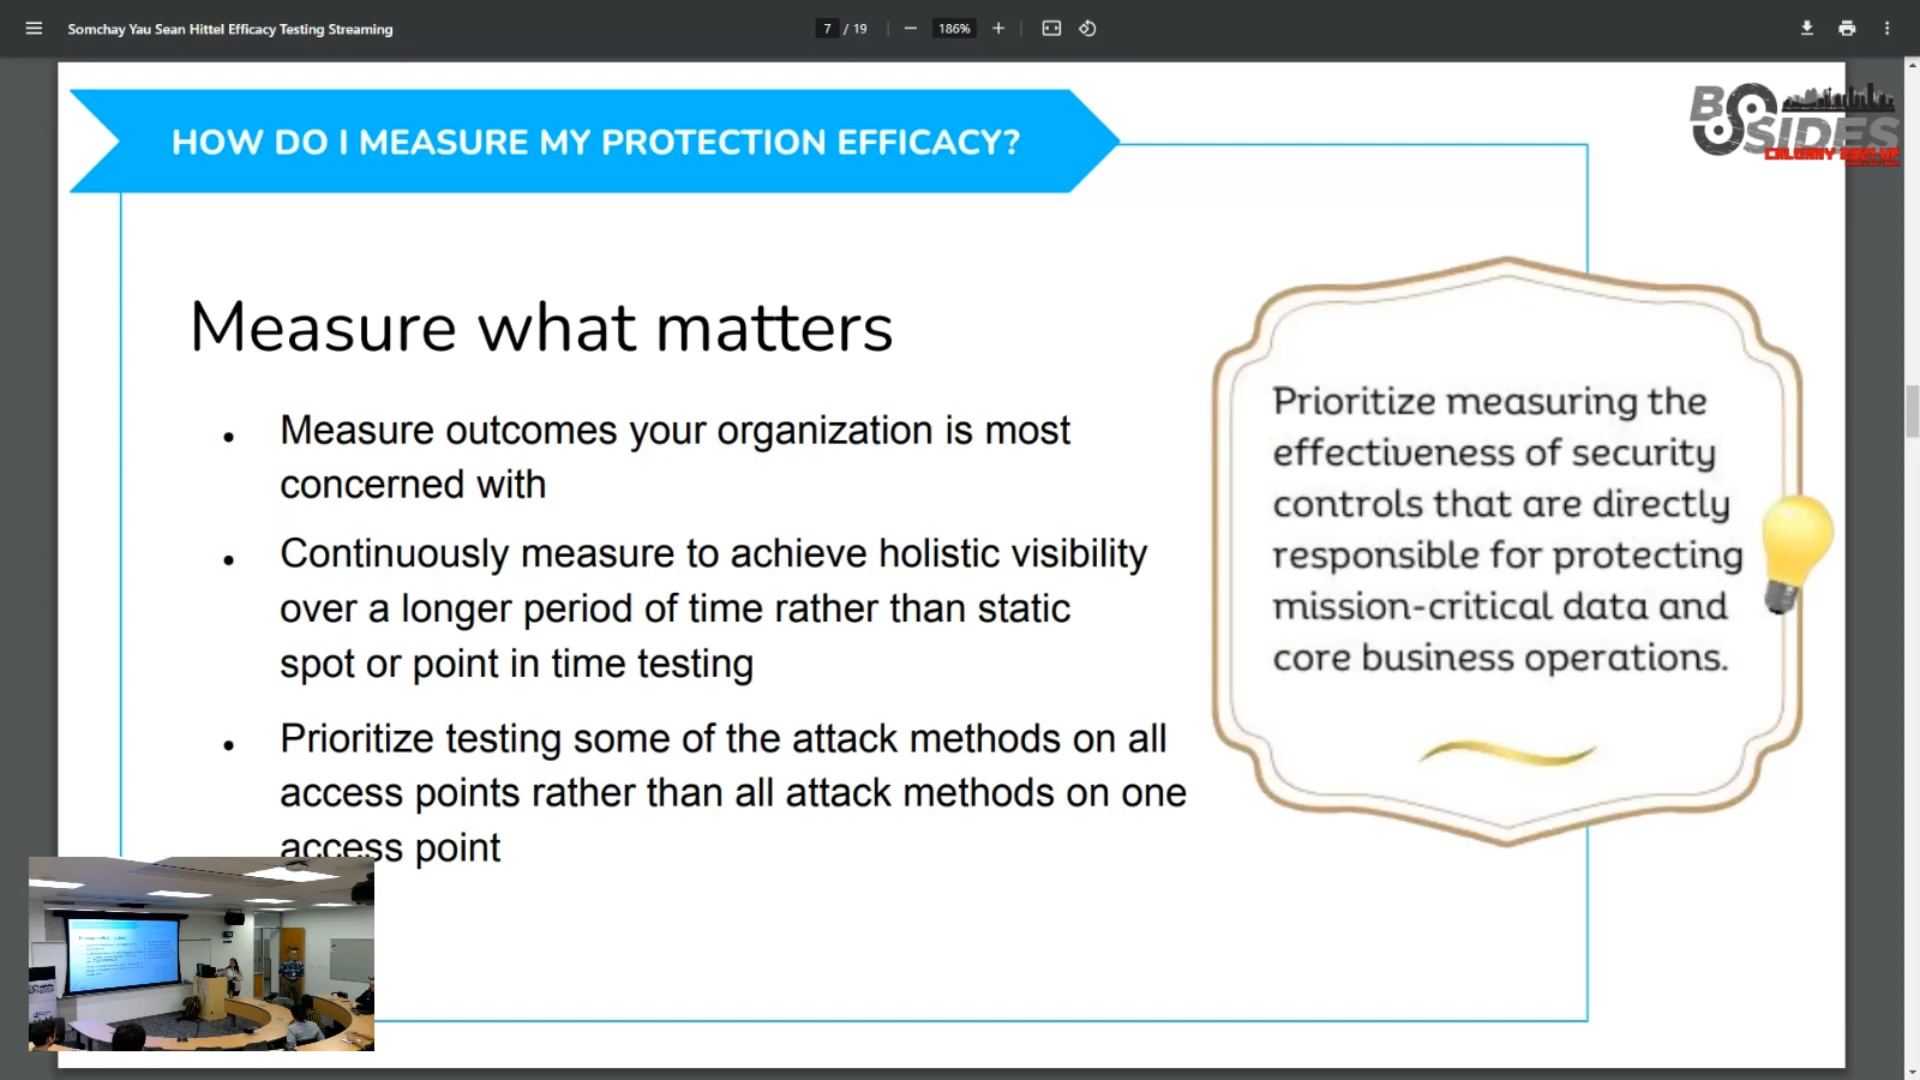 Somchay Yau Sean Hittel Efficacy Testing Streaming
7 / 19
186%
BSIDES
CALGARY 2021 VP
HOW DO I MEASURE MY PROTECTION EFFICACY?
Measure what matters
• Measure outcomes your organization is most
concerned with
• Continuously measure to achieve holistic visibility
over a longer period of time rather than static
spot or point in time testing
• Prioritize testing some of the attack methods on all
access points rather than all attack methods on one
access point
Prioritize measuring the
effectiveness of security
controls that are directly
responsible for protecting
mission-critical data and
core business operations.